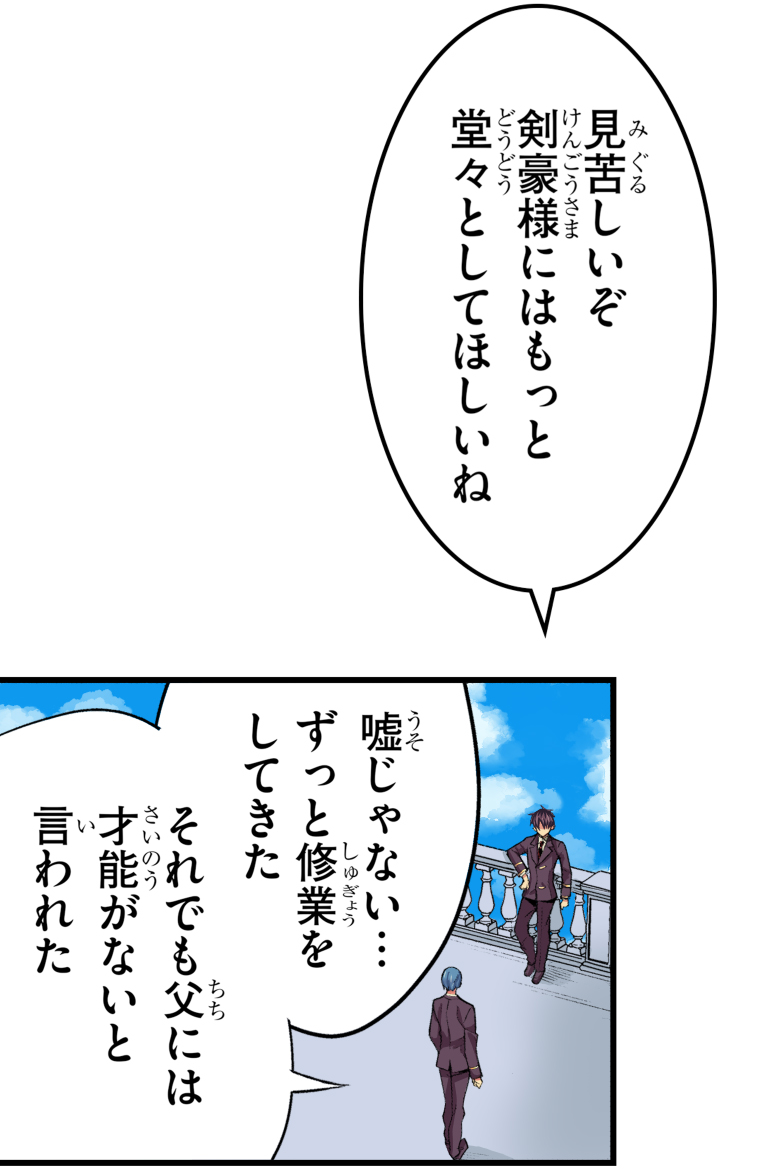 見苦しいぞ
剣豪様にはもっと
堂々としてほしいね
嘘じゃない…
ずっと修業を
してきた
それでも父には
才能がないと
言われた